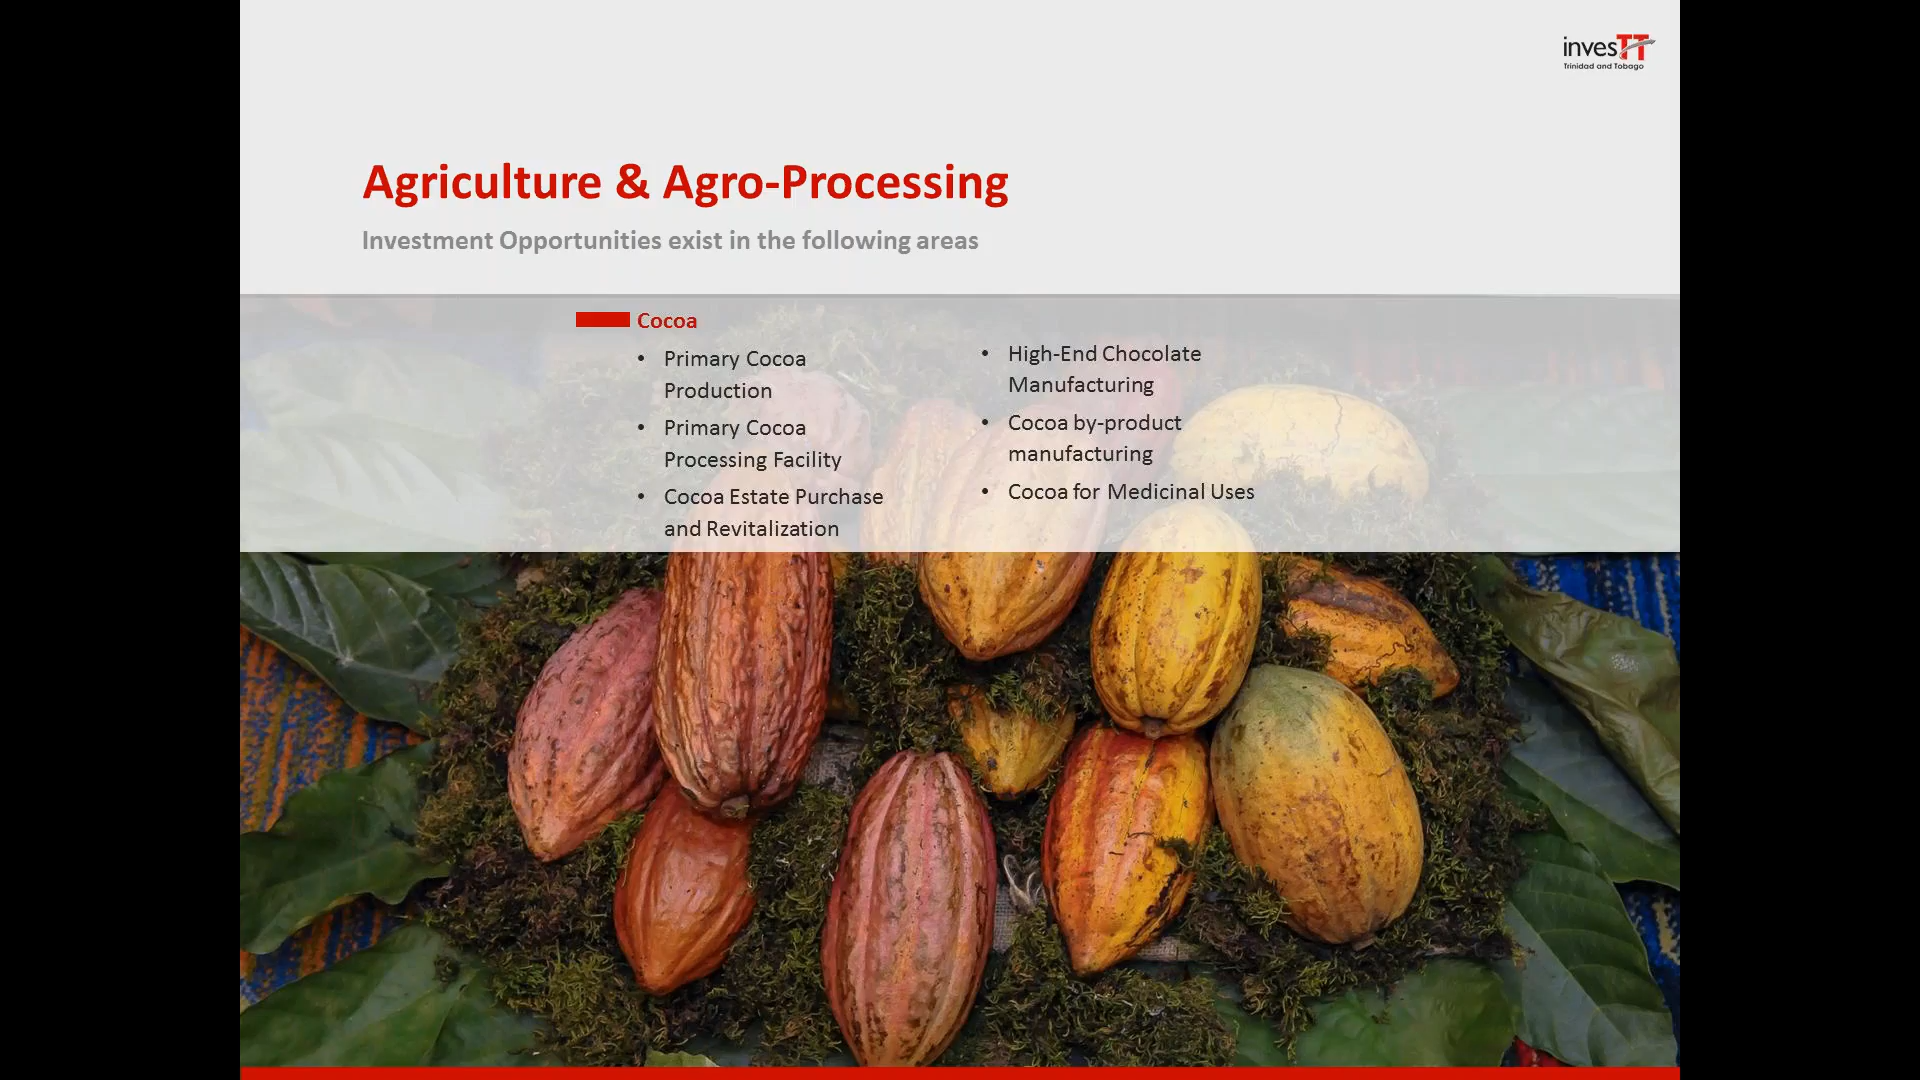 invesTT
Trinidad and Tobago
Agriculture & Agro-Processing
Investment Opportunities exist in the following areas
Cocoa
• Primary Cocoa
Production
• Primary Cocoa
Processing Facility
• Cocoa Estate Purchase
and Revitalization
• High-End Chocolate
Manufacturing
• Cocoa by-product
manufacturing
• Cocoa for Medicinal Uses